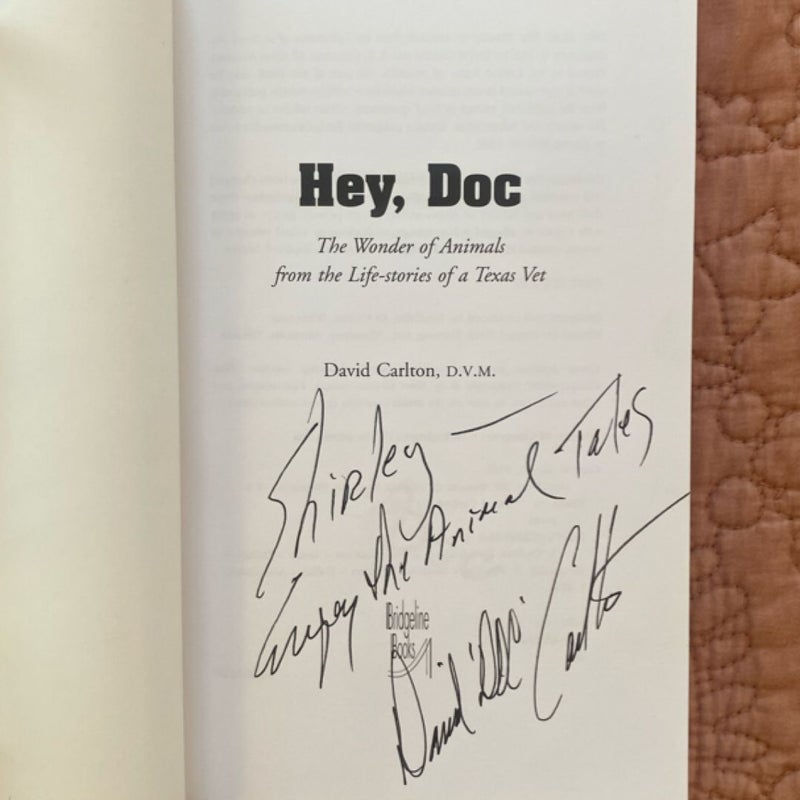 Hey, Doc
The Wonder of Animals
from the Life-stories of a Texas Vet
David Carlton, D.V.M.
Shirley —
Enjoy the Animal Tales
Bridgeline
Books
David 'Doc' Carlton